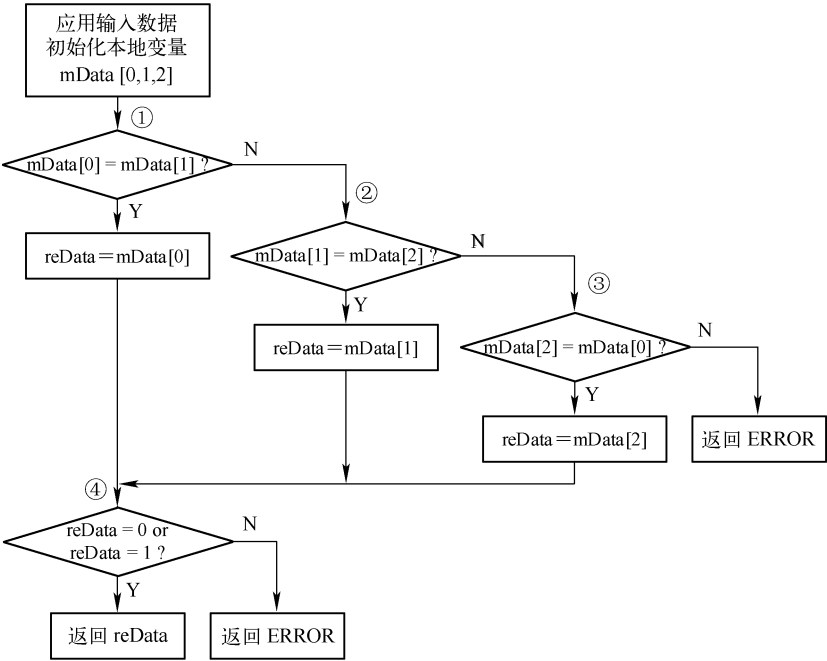 应用输入数据
初始化本地变量
mData [0,1,2]
①
mData[0] = mData[1] ?
N
Y
②
reData＝mData[0]
mData[1] = mData[2] ?
N
Y
③
reData＝mData[1]
mData[2] = mData[0] ?
N
Y
reData＝mData[2]
返回 ERROR
④
reData = 0 or
reData = 1 ?
N
Y
返回 reData
返回 ERROR